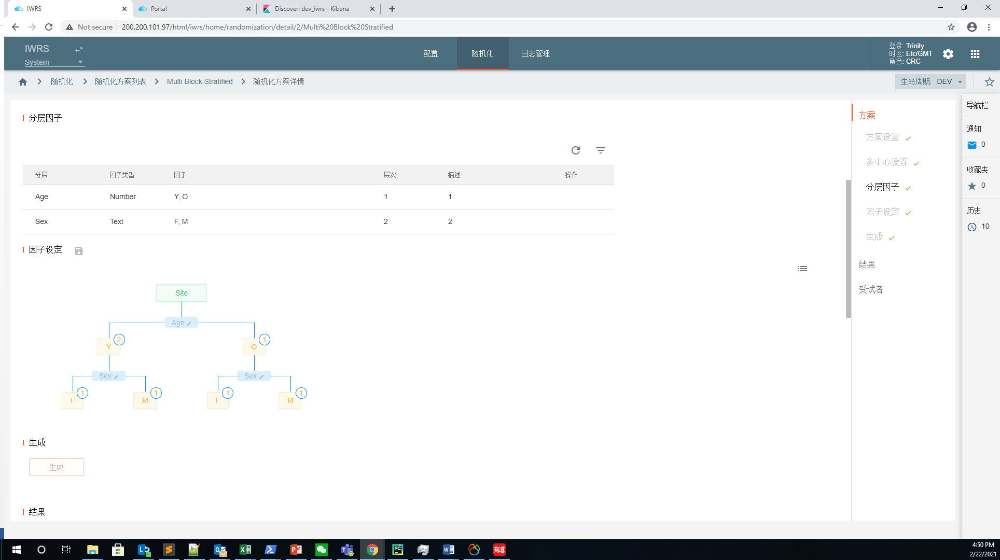 IWRS
Portal
Discover: dev_iwrs - Kibana
Not secure
200.200.101.97/html/iwrs/home/randomization/detail/2/Multi%20Block%20Stratified
IWRS
System
配置
随机化
日志管理
登录: Trinity
时区: Etc/GMT
角色: CRC
随机化
随机化方案列表
Multi Block Stratified
随机化方案详情
生命周期: DEV
分层因子
分层 因子类型 因子 层次 描述 操作
Age Number Y, O 1 1
Sex Text F, M 2 2
因子设定
Site
Age
Y 2
O 1
Sex
Sex
F 1
M 1
F 1
M 1
生成
生成
结果
方案
方案设置
多中心设置
分层因子
因子设定
生成
结果
受试者
导航栏
通知
0
收藏夹
0
历史
10
有道
4:50 PM
2/22/2021